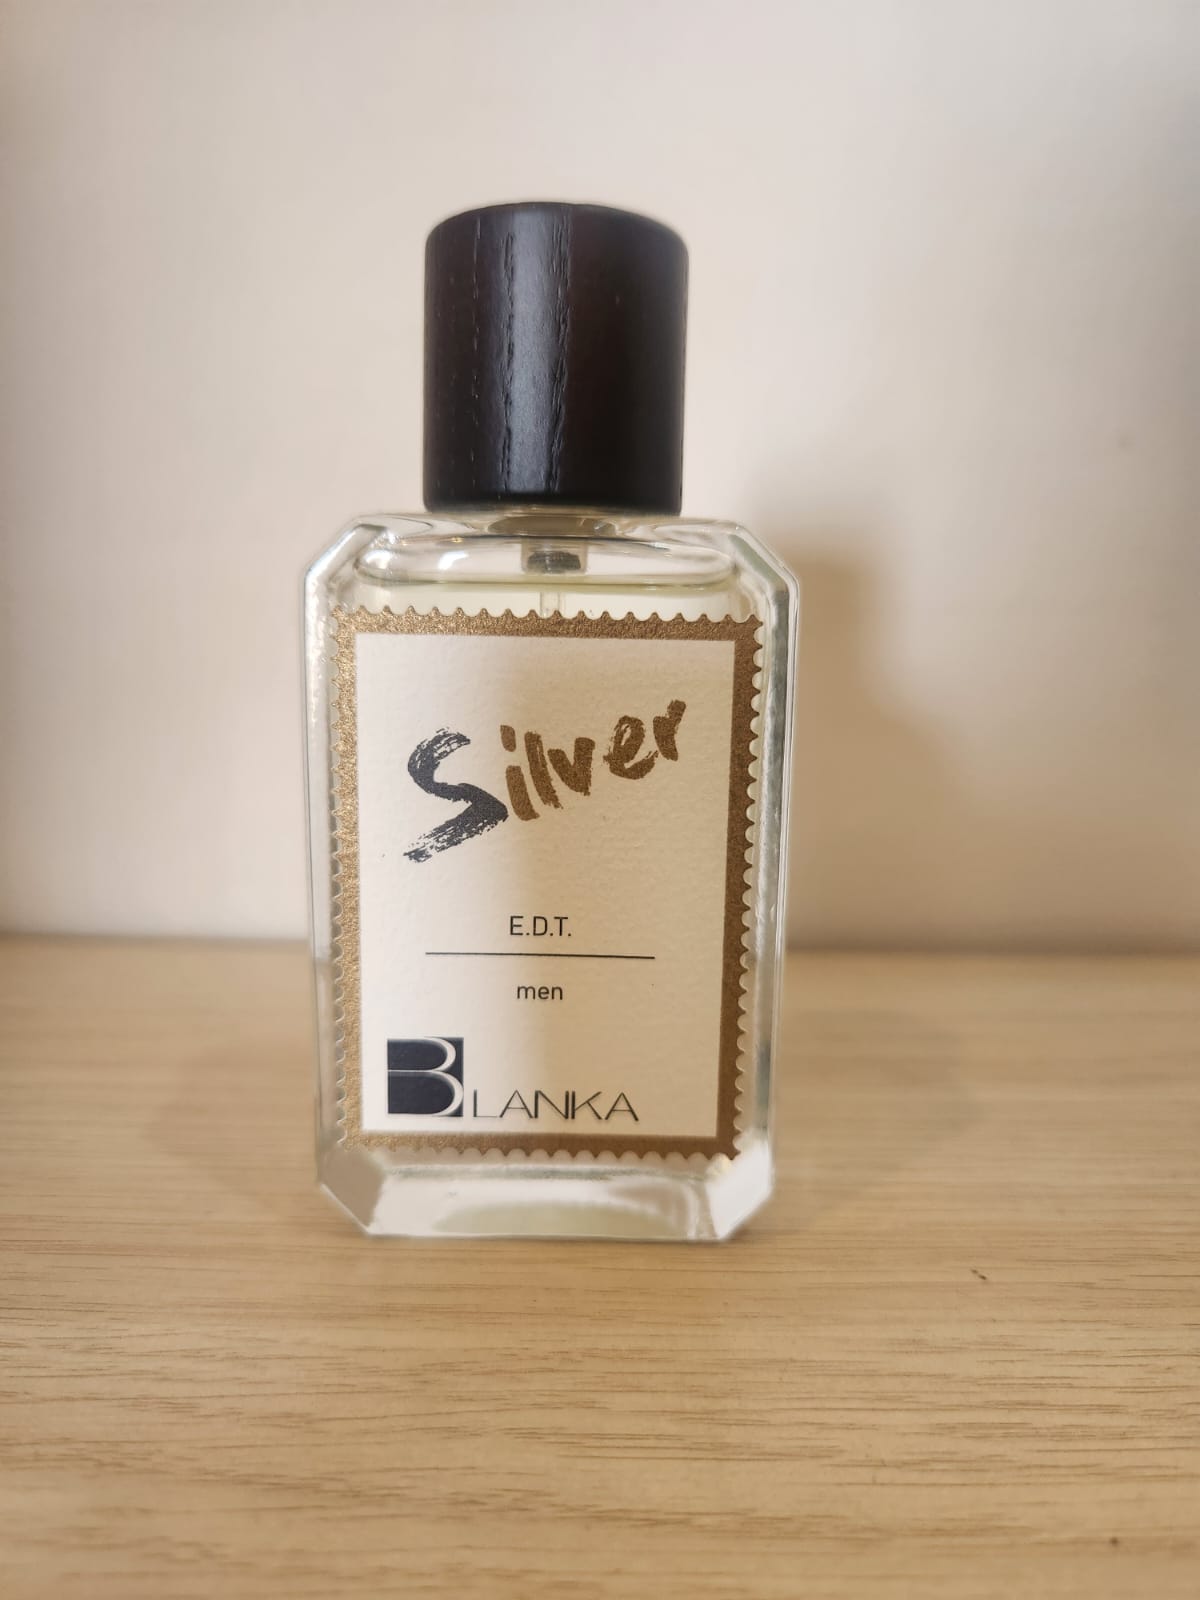 Silver
E.D.T.
men
BLANKA